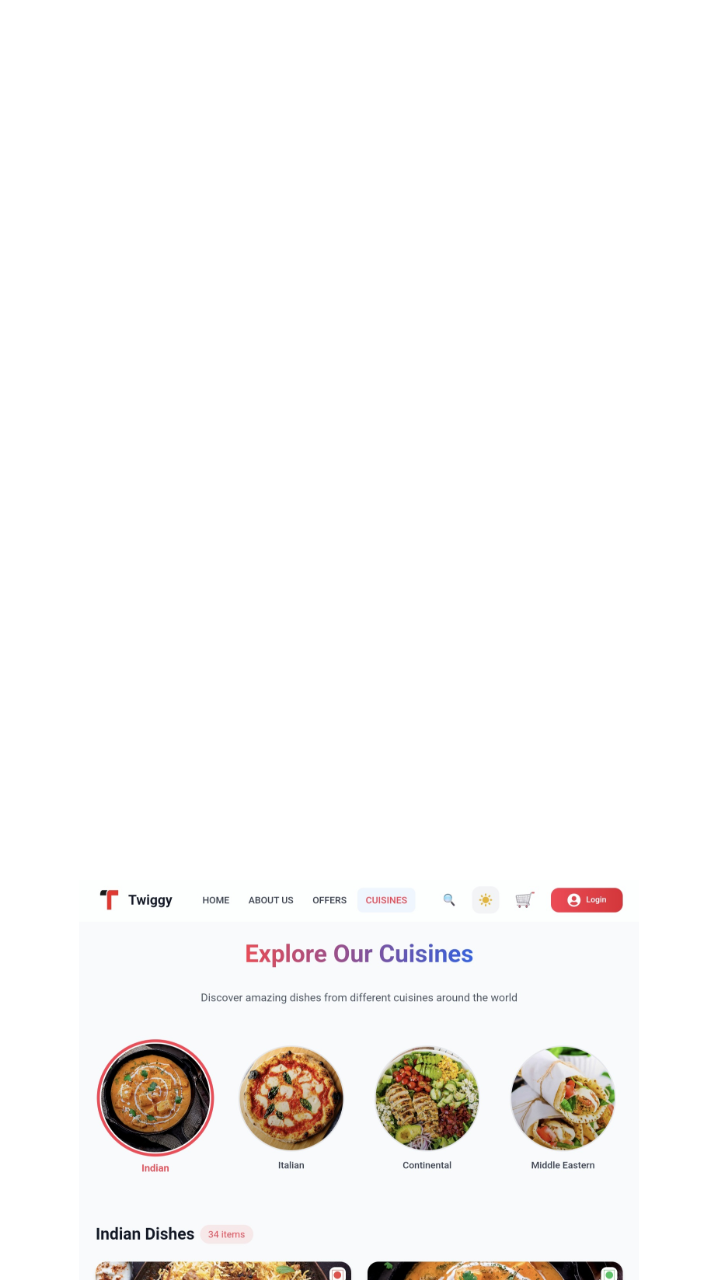 Twiggy HOME ABOUT US OFFERS CUISINES Login
Explore Our Cuisines
Discover amazing dishes from different cuisines around the world
Indian Italian Continental Middle Eastern
Indian Dishes 34 items